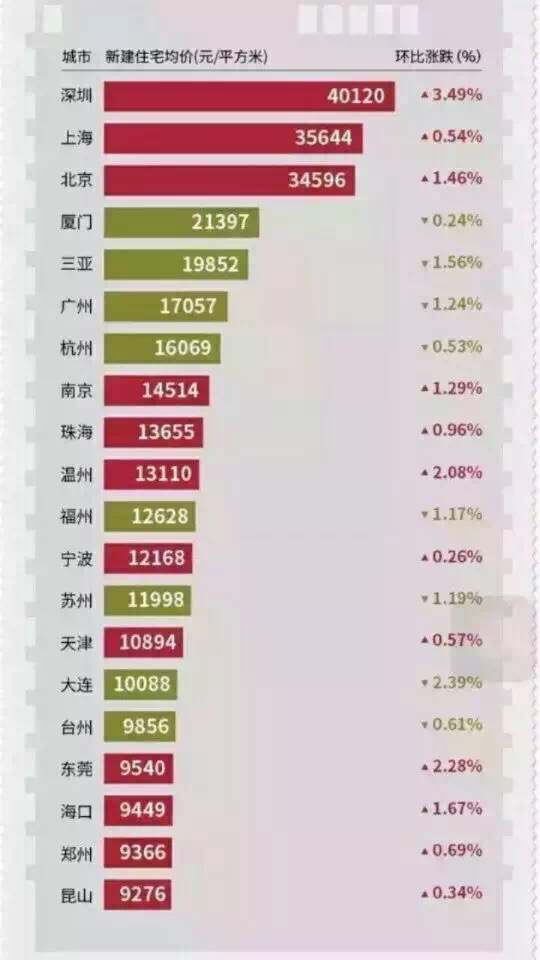 城市 新建住宅均价(元/平方米) 环比涨跌(%)
深圳 40120 ▲3.49%
上海 35644 ▲0.54%
北京 34596 ▲1.46%
厦门 21397 ▼0.24%
三亚 19852 ▼1.56%
广州 17057 ▼1.24%
杭州 16069 ▼0.53%
南京 14514 ▲1.29%
珠海 13655 ▲0.96%
温州 13110 ▲2.08%
福州 12628 ▼1.17%
宁波 12168 ▲0.26%
苏州 11998 ▼1.19%
天津 10894 ▲0.57%
大连 10088 ▼2.39%
台州 9856 ▼0.61%
东莞 9540 ▲2.28%
海口 9449 ▲1.67%
郑州 9366 ▲0.69%
昆山 9276 ▲0.34%